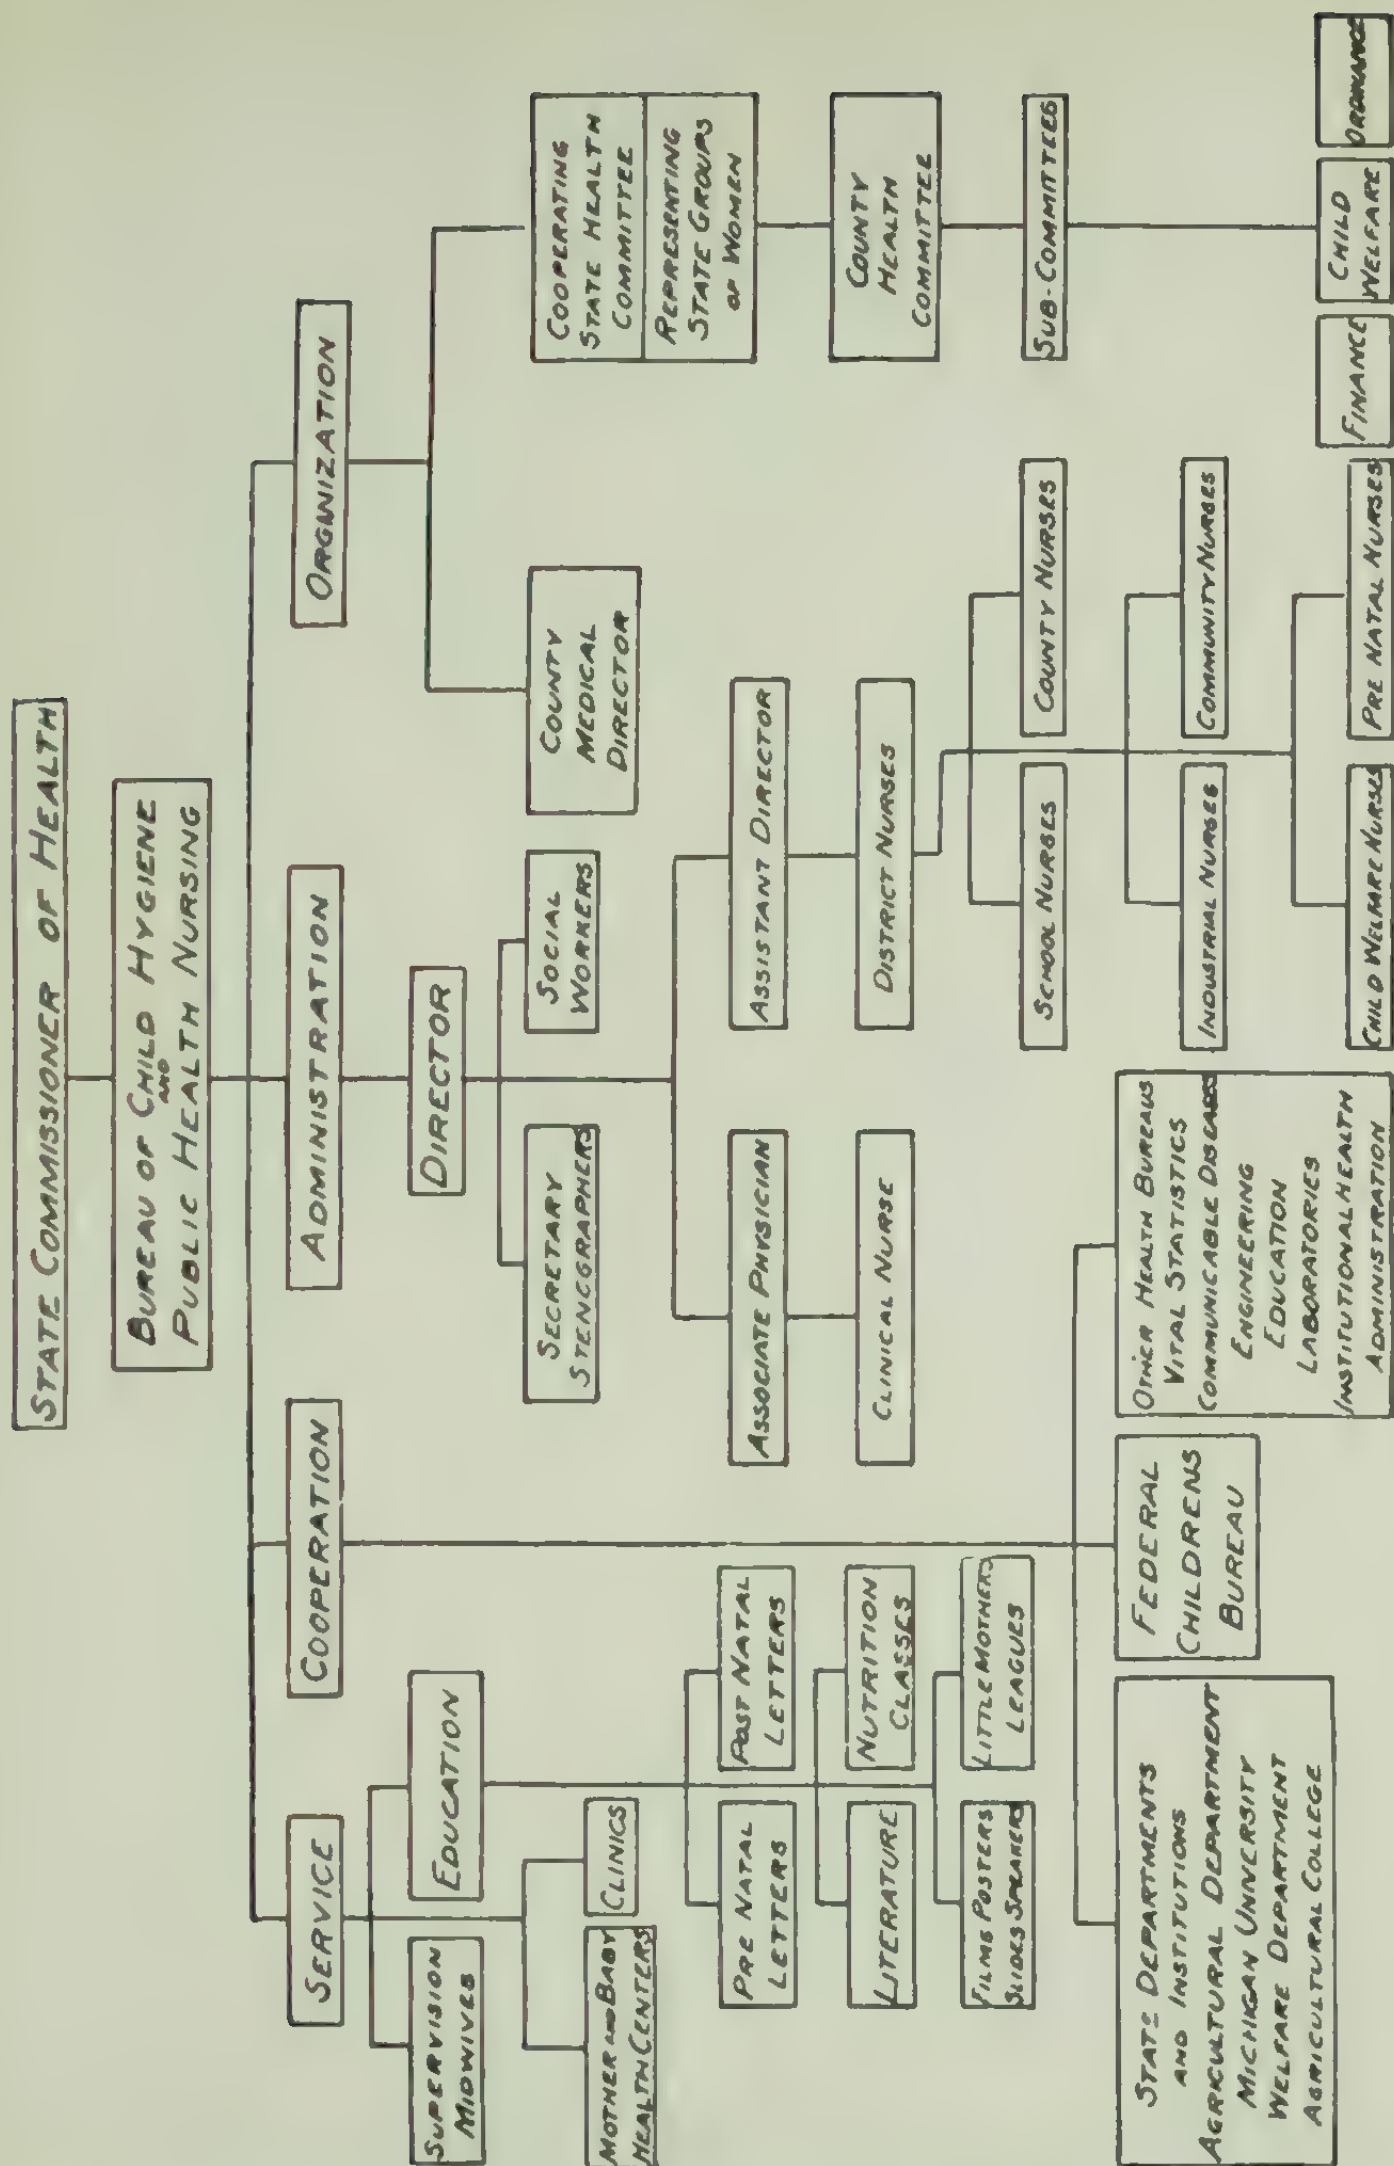 STATE COMMISSIONER OF HEALTH
BUREAU OF CHILD HYGIENE
AND
PUBLIC HEALTH NURSING
SERVICE
COOPERATION
ADMINISTRATION
ORGNIZATION
SUPERVISION
MIDWIVES
EDUCATION
MOTHER AND BABY
HEALTH CENTERS
CLINICS
PRE NATAL
LETTERS
POST NATAL
LETTERS
LITERATURE
NUTRITION
CLASSES
FILMS POSTERS
SLIDES SPEAKERS
LITTLE MOTHERS
LEAGUES
STATE DEPARTMENTS
AND INSTITUTIONS
AGRICULTURAL DEPARTMENT
MICHIGAN UNIVERSITY
WELFARE DEPARTMENT
AGRICULTURAL COLLEGE
FEDERAL
CHILDRENS
BUREAU
OTHER HEALTH BUREAUS
VITAL STATISTICS
COMMUNICABLE DISEASES
ENGINEERING
EDUCATION
LABORATORIES
INSTITUTIONAL HEALTH
ADMINISTRATION
DIRECTOR
SECRETARY
STENOGRAPHERS
SOCIAL
WORKERS
ASSOCIATE PHYSICIAN
CLINICAL NURSE
ASSISTANT DIRECTOR
DISTRICT NURSES
SCHOOL NURSES
COUNTY NURSES
INDUSTRIAL NURSES
COMMUNITY NURSES
CHILD WELFARE NURSES
PRE NATAL NURSES
COUNTY
MEDICAL
DIRECTOR
COOPERATING
STATE HEALTH
COMMITTEE
REPRESENTING
STATE GROUPS
OF WOMEN
COUNTY
HEALTH
COMMITTEE
SUB-COMMITTEES
FINANCE
CHILD
WELFARE
ORDINANCE